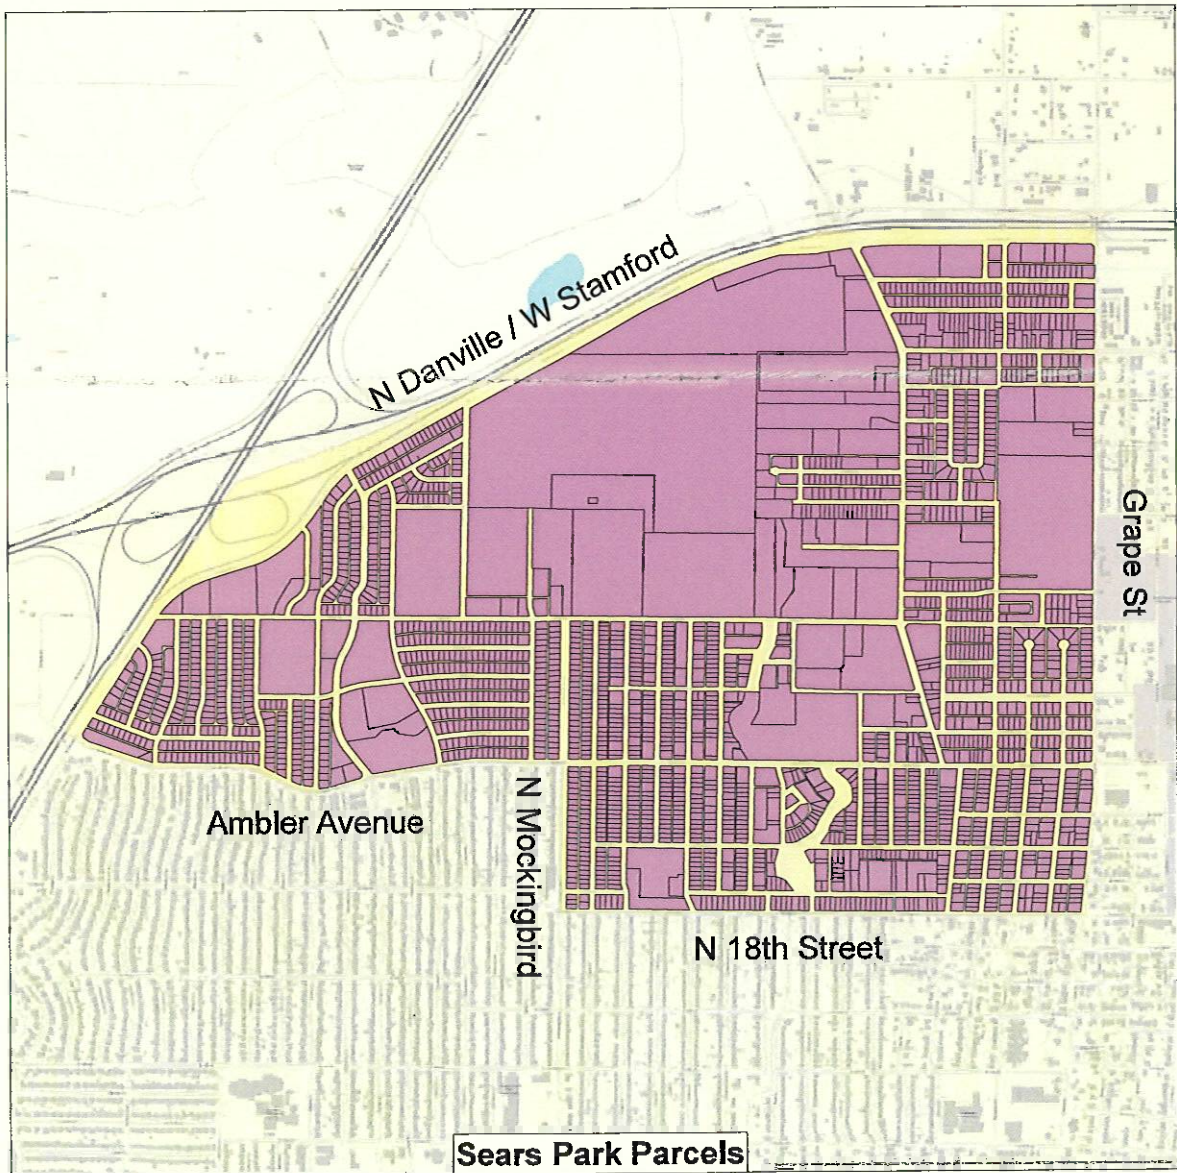 N Danville / W Stamford
Grape St
Ambler Avenue
N Mockingbird
N 18th Street
Sears Park Parcels